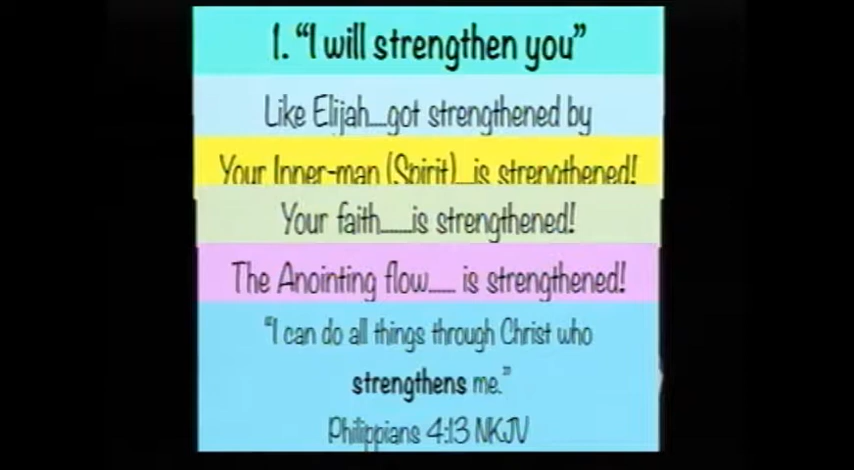 1. “I will strengthen you”
Like Elijah....got strengthened by
Your Inner-man (Spirit)....is strengthened!
Your faith.......is strengthened!
The Anointing flow...... is strengthened!
“I can do all things through Christ who
strengthens me.”
Philippians 4:13 NKJV